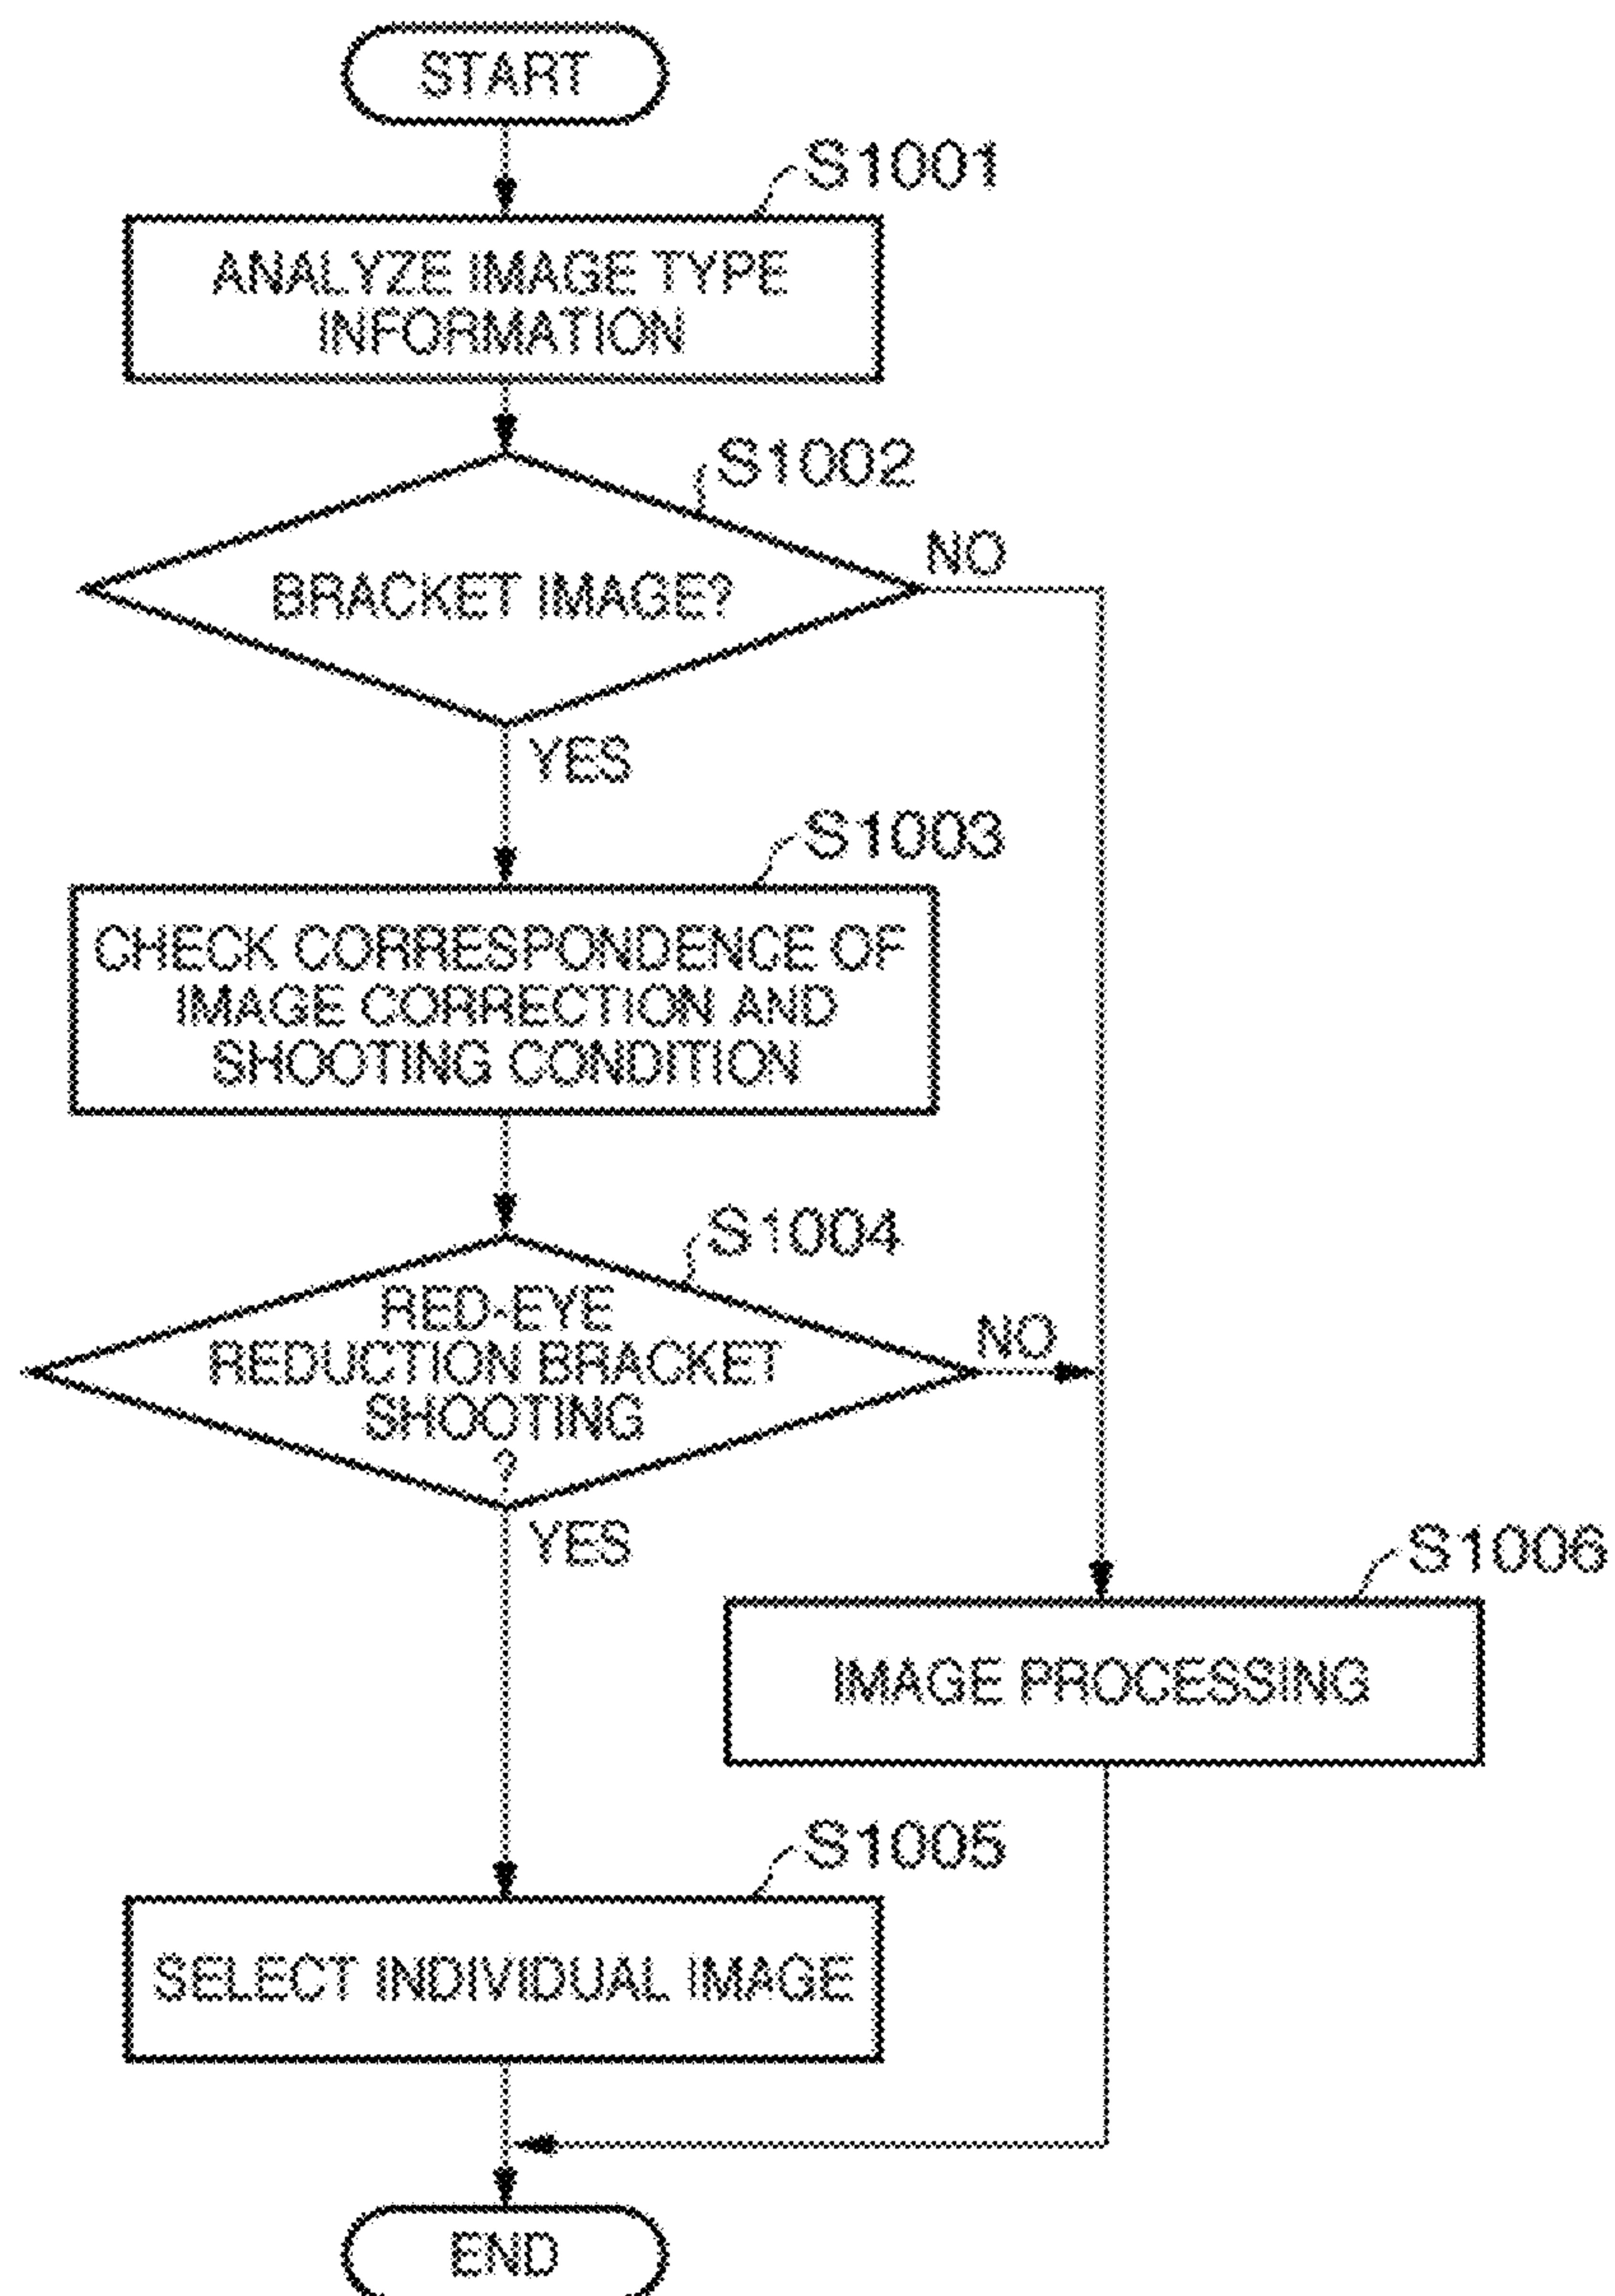 START
S1001
ANALYZE IMAGE TYPE
INFORMATION
S1002
BRACKET IMAGE?
NO
YES
S1003
CHECK CORRESPONDENCE OF
IMAGE CORRECTION AND
SHOOTING CONDITION
S1004
RED-EYE
REDUCTION BRACKET
SHOOTING
?
NO
YES
S1006
IMAGE PROCESSING
S1005
SELECT INDIVIDUAL IMAGE
END